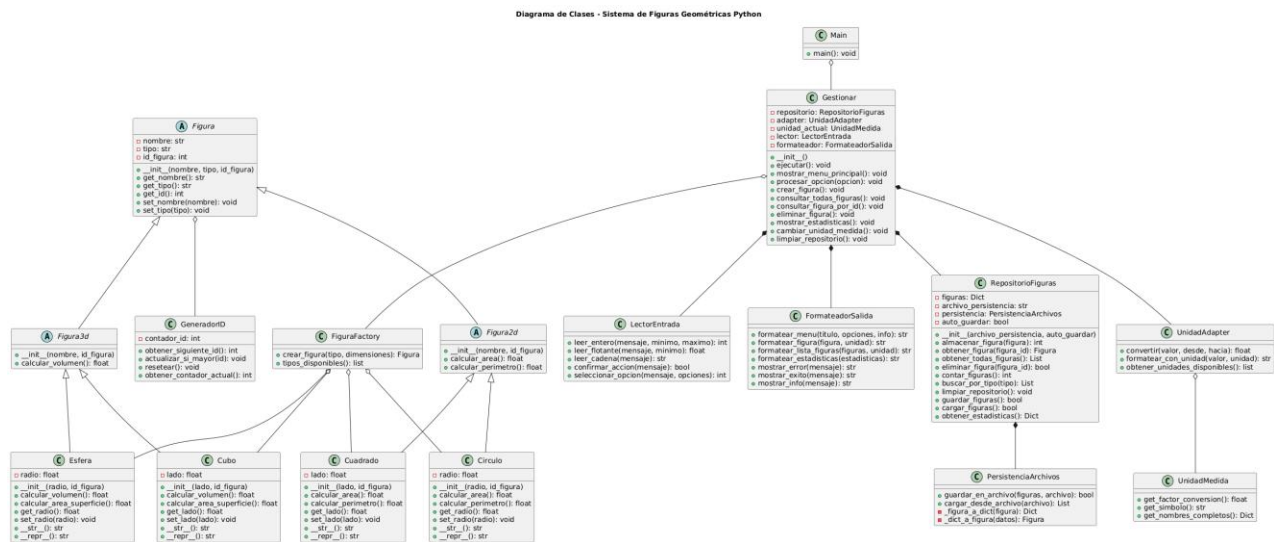 Diagrama de Clases - Sistema de Figuras Geométricas Python
C Main
main(): void
C Gestionar
repositorio: RepositorioFiguras
adapter: UnidadAdapter
unidad_actual: UnidadMedida
lector: LectorEntrada
formateador: FormateadorSalida
__init__()
ejecutar(): void
mostrar_menu_principal(): void
procesar_opcion(opcion): void
crear_figura(): void
consultar_todas_figuras(): void
consultar_figura_por_id(): void
eliminar_figura(): void
mostrar_estadisticas(): void
cambiar_unidad_medida(): void
limpiar_repositorio(): void
A Figura
nombre: str
tipo: str
id_figura: int
__init__(nombre, tipo, id_figura)
get_nombre(): str
get_tipo(): str
get_id(): int
set_nombre(nombre): void
set_tipo(tipo): void
A Figura3d
__init__(nombre, id_figura)
calcular_volumen(): float
C GeneradorID
contador_id: int
obtener_siguiente_id(): int
actualizar_si_mayor(id): void
resetear(): void
obtener_contador_actual(): int
C FiguraFactory
crear_figura(tipo, dimensiones): Figura
tipos_disponibles(): list
A Figura2d
__init__(nombre, id_figura)
calcular_area(): float
calcular_perimetro(): float
C LectorEntrada
leer_entero(mensaje, minimo, maximo): int
leer_flotante(mensaje, minimo): float
leer_cadena(mensaje): str
confirmar_accion(mensaje): bool
seleccionar_opcion(mensaje, opciones): int
C FormateadorSalida
formatear_menu(titulo, opciones, info): str
formatear_figura(figura, unidad): str
formatear_lista_figuras(figuras, unidad): str
formatear_estadisticas(estadisticas): str
mostrar_error(mensaje): str
mostrar_exito(mensaje): str
mostrar_info(mensaje): str
C RepositorioFiguras
figuras: Dict
archivo_persistencia: str
persistencia: PersistenciaArchivos
auto_guardar: bool
__init__(archivo_persistencia, auto_guardar)
almacenar_figura(figura): int
obtener_figura(figura_id): Figura
obtener_todas_figuras(): List
eliminar_figura(figura_id): bool
contar_figuras(): int
buscar_por_tipo(tipo): List
limpiar_repositorio(): void
guardar_figuras(): bool
cargar_figuras(): bool
obtener_estadisticas(): Dict
C UnidadAdapter
convertir(valor, desde, hacia): float
formatear_con_unidad(valor, unidad): str
obtener_unidades_disponibles(): list
C Esfera
radio: float
__init__(radio, id_figura)
calcular_volumen(): float
calcular_area_superficie(): float
get_radio(): float
set_radio(radio): void
__str__(): str
__repr__(): str
C Cubo
lado: float
__init__(lado, id_figura)
calcular_volumen(): float
calcular_area_superficie(): float
get_lado(): float
set_lado(lado): void
__str__(): str
__repr__(): str
C Cuadrado
lado: float
__init__(lado, id_figura)
calcular_area(): float
calcular_perimetro(): float
get_lado(): float
set_lado(lado): void
__str__(): str
__repr__(): str
C Circulo
radio: float
__init__(radio, id_figura)
calcular_area(): float
calcular_perimetro(): float
get_radio(): float
set_radio(radio): void
__str__(): str
__repr__(): str
C PersistenciaArchivos
guardar_en_archivo(figuras, archivo): bool
cargar_desde_archivo(archivo): List
_figura_a_dict(figura): Dict
_dict_a_figura(datos): Figura
C UnidadMedida
get_factor_conversion(): float
get_simbolo(): str
get_nombres_completos(): Dict